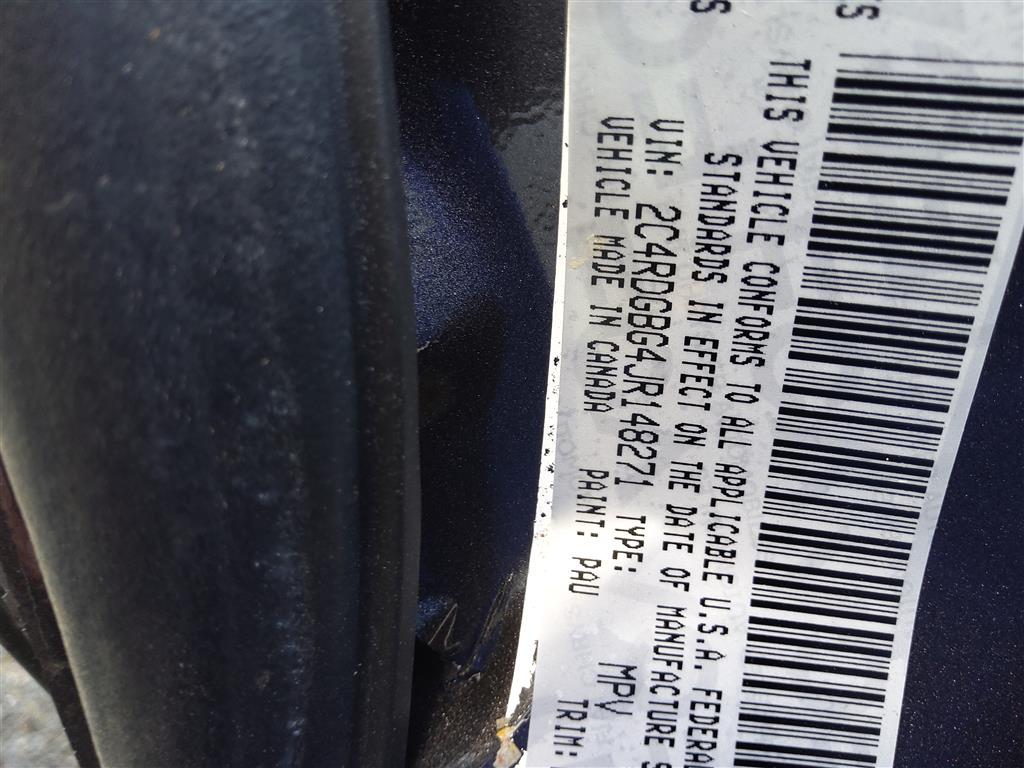 THIS VEHICLE CONFORMS TO ALL APPLICABLE U.S.A. FEDERAL
STANDARDS IN EFFECT ON THE DATE OF MANUFACTURE S
VIN: 2C4RDGBG4JR148271 TYPE: MPV
VEHICLE MADE IN CANADA PAINT: PAU TRIM: